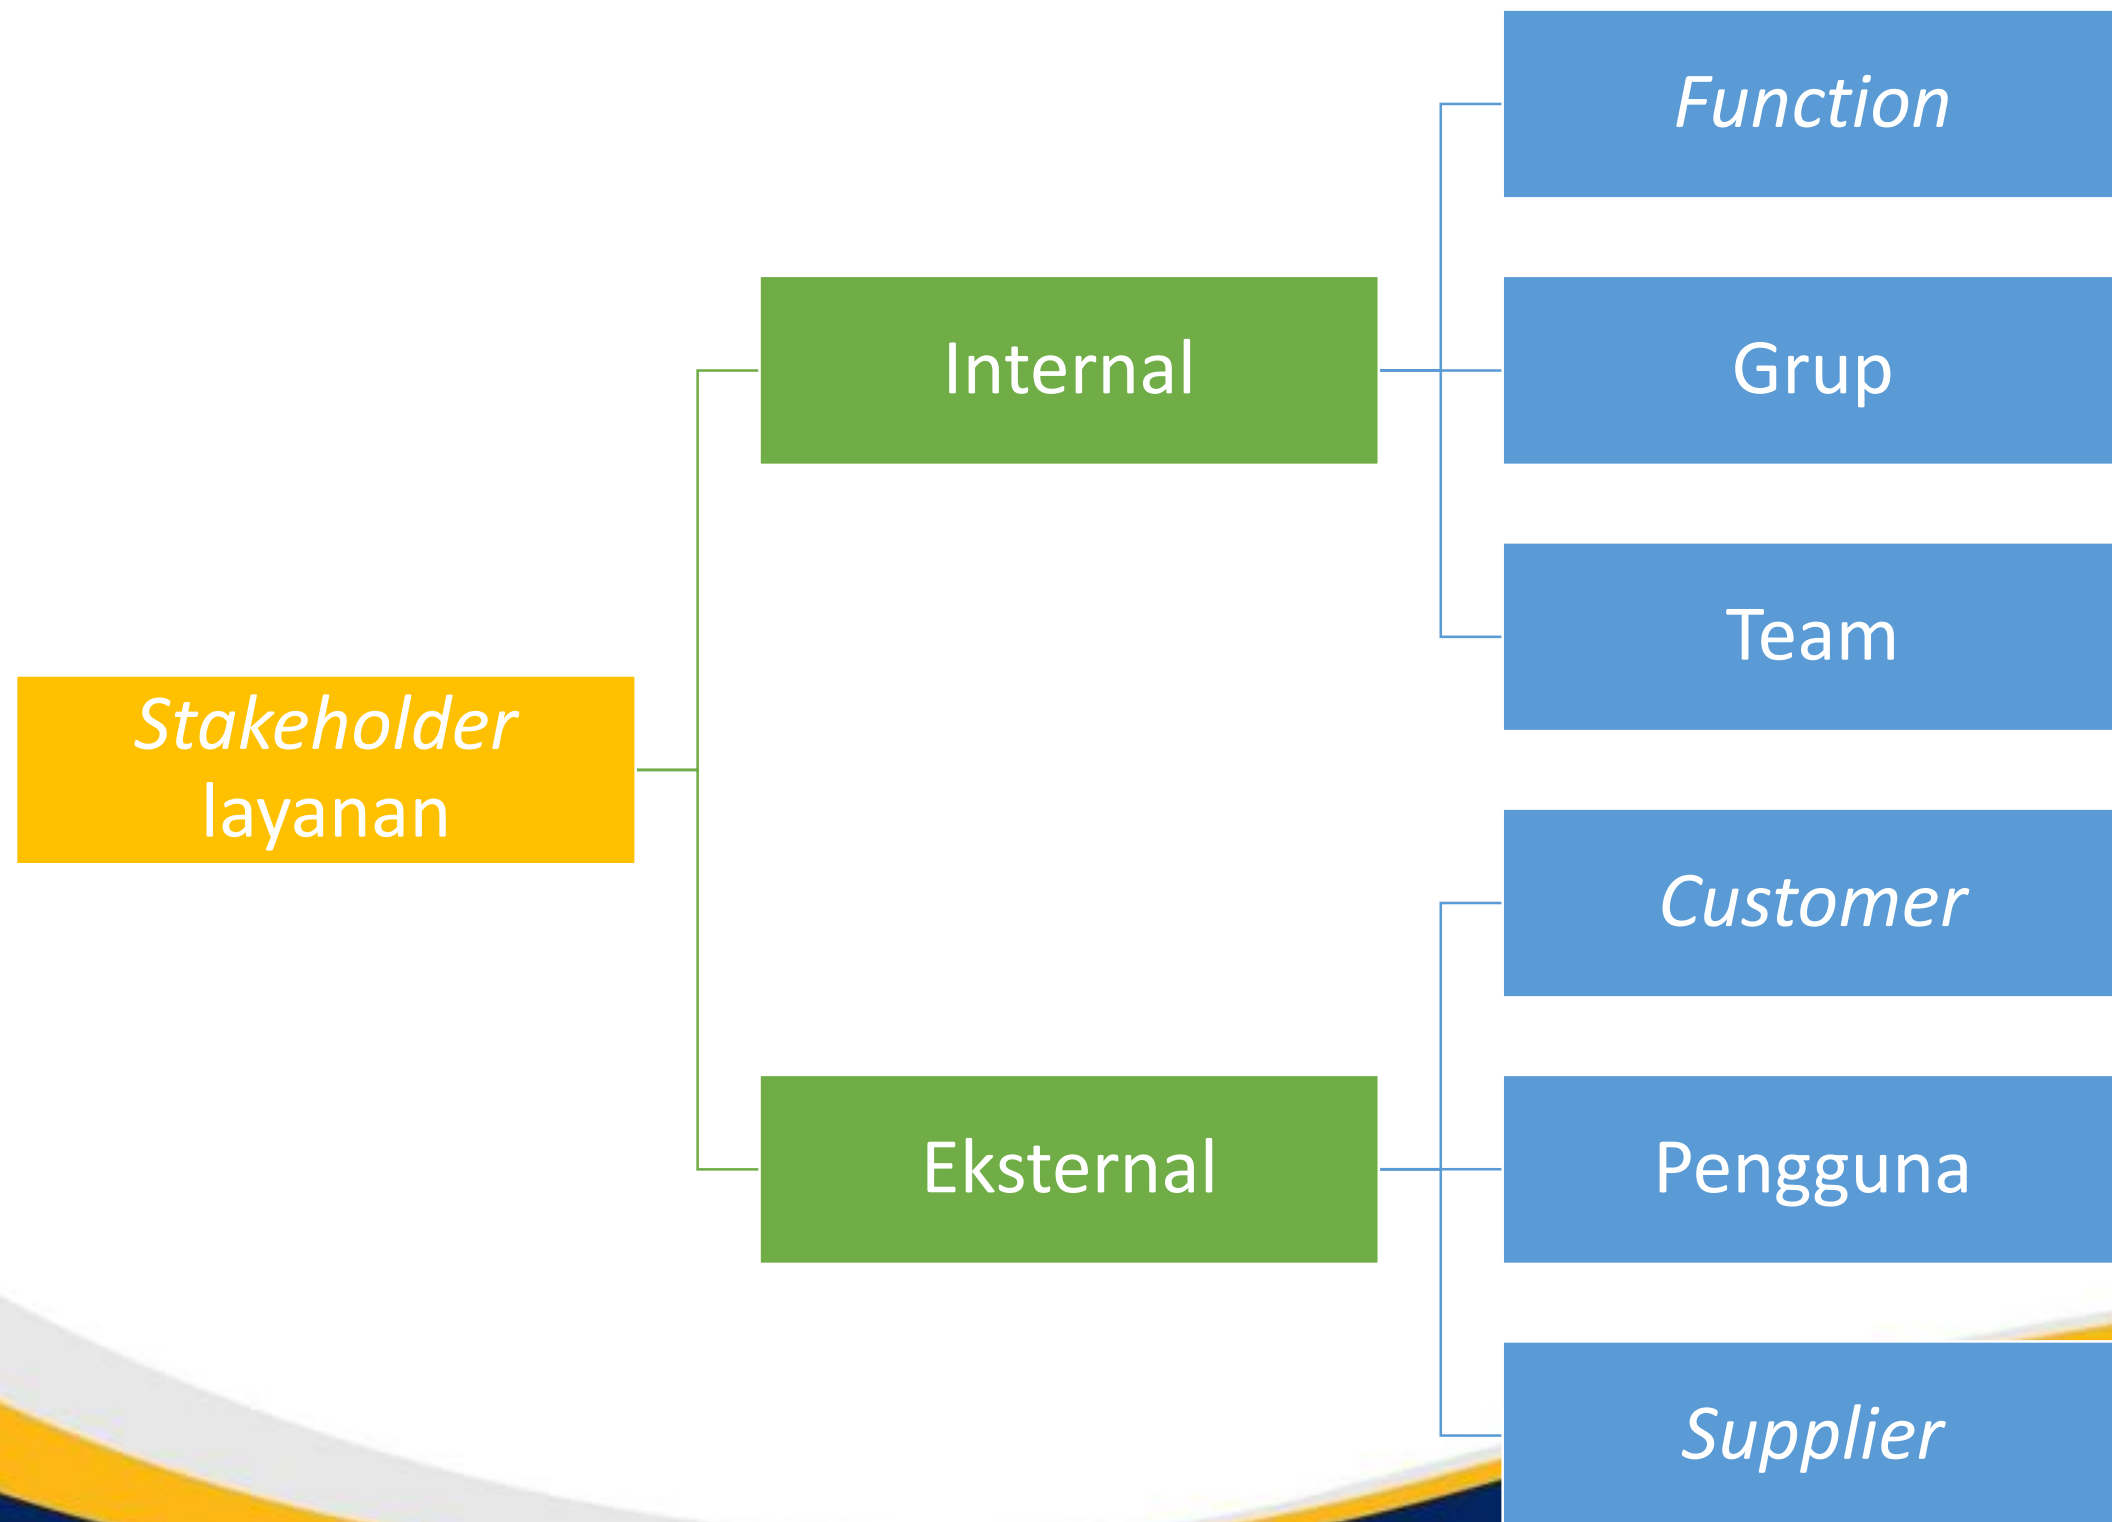 Stakeholder
layanan
Internal
Function
Grup
Team
Eksternal
Customer
Pengguna
Supplier